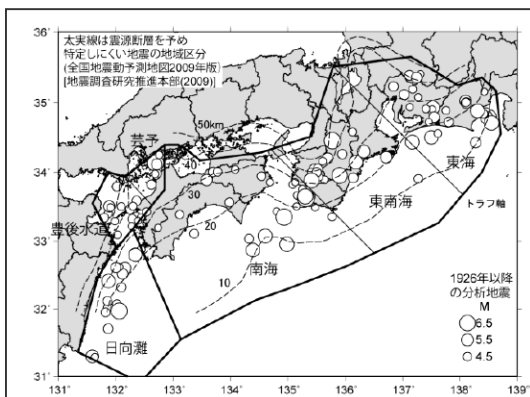 36˚
太実線は震源断層を予め
特定しにくい地震の地域区分
(全国地震動予測地図2009年版)
[地震調査研究推進本部(2009)]
35˚
50km
芸予
40
34˚
東海
30
東南海
トラフ軸
豊後水道
20
33˚
南海
10
1926年以降
の分析地震
M
6.5
32˚
5.5
日向灘
4.5
31˚
131˚ 132˚ 133˚ 134˚ 135˚ 136˚ 137˚ 138˚ 139˚